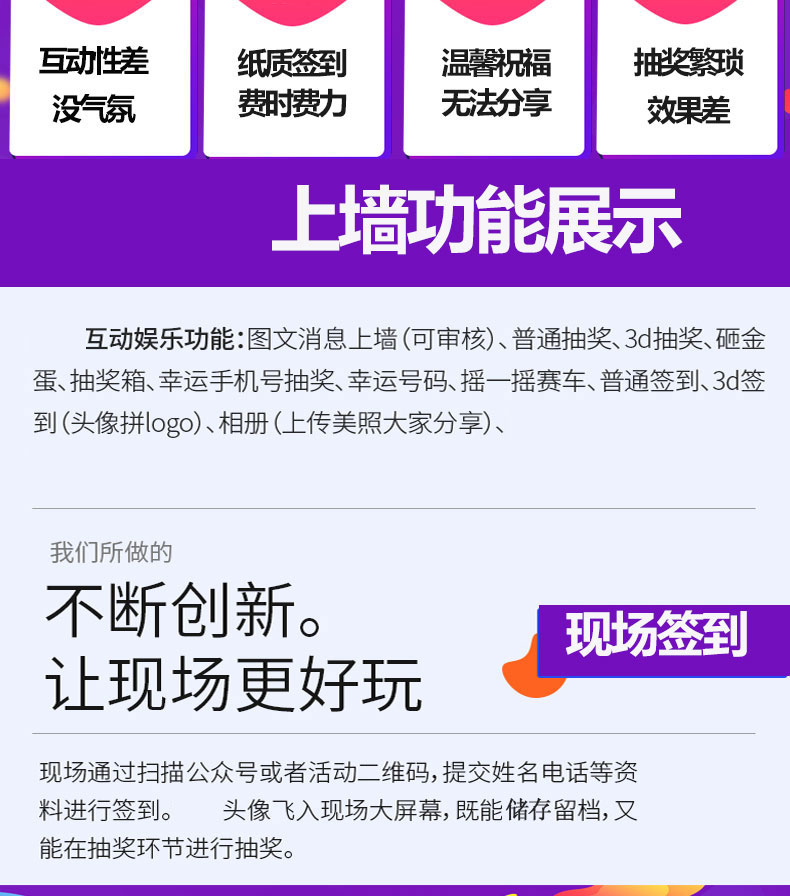 互动性差
没气氛
纸质签到
费时费力
温馨祝福
无法分享
抽奖繁琐
效果差
上墙功能展示
互动娱乐功能：图文消息上墙（可审核）、普通抽奖、3d抽奖、砸金
蛋、抽奖箱、幸运手机号抽奖、幸运号码、摇一摇赛车、普通签到、3d签
到（头像拼logo）、相册（上传美照大家分享）、
我们所做的
不断创新。
让现场更好玩
现场签到
现场通过扫描公众号或者活动二维码，提交姓名电话等资
料进行签到。 头像飞入现场大屏幕，既能储存留档，又
能在抽奖环节进行抽奖。